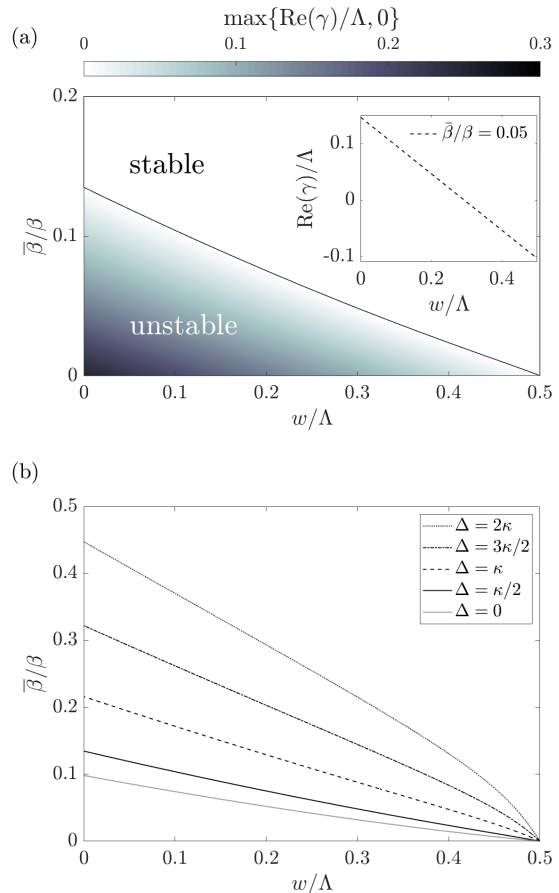 max{Re(γ)/Λ, 0}
(a)
0 0.1 0.2 0.3
0.2
0.1
0
β̅/β
stable
unstable
0 0.1 0.2 0.3 0.4 0.5
w/Λ
β̄/β = 0.05
0.1
0
-0.1
Re(γ)/Λ
0 0.2 0.4
w/Λ
(b)
0.5
0.4
0.3
0.2
0.1
0
β̅/β
Δ = 2κ
Δ = 3κ/2
Δ = κ
Δ = κ/2
Δ = 0
0 0.1 0.2 0.3 0.4 0.5
w/Λ